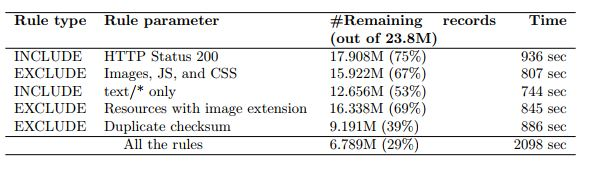 Rule type Rule parameter #Remaining records Time
(out of 23.8M)
INCLUDE HTTP Status 200 17.908M (75%) 936 sec
EXCLUDE Images, JS, and CSS 15.922M (67%) 807 sec
INCLUDE text/* only 12.656M (53%) 744 sec
EXCLUDE Resources with image extension 16.338M (69%) 845 sec
EXCLUDE Duplicate checksum 9.191M (39%) 886 sec
All the rules 6.789M (29%) 2098 sec